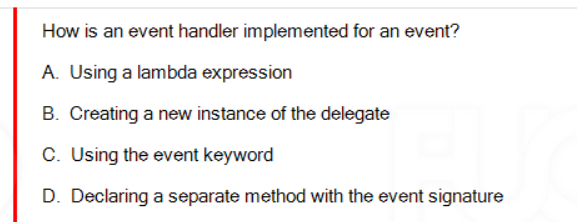 How is an event handler implemented for an event?
A. Using a lambda expression
B. Creating a new instance of the delegate
C. Using the event keyword
D. Declaring a separate method with the event signature